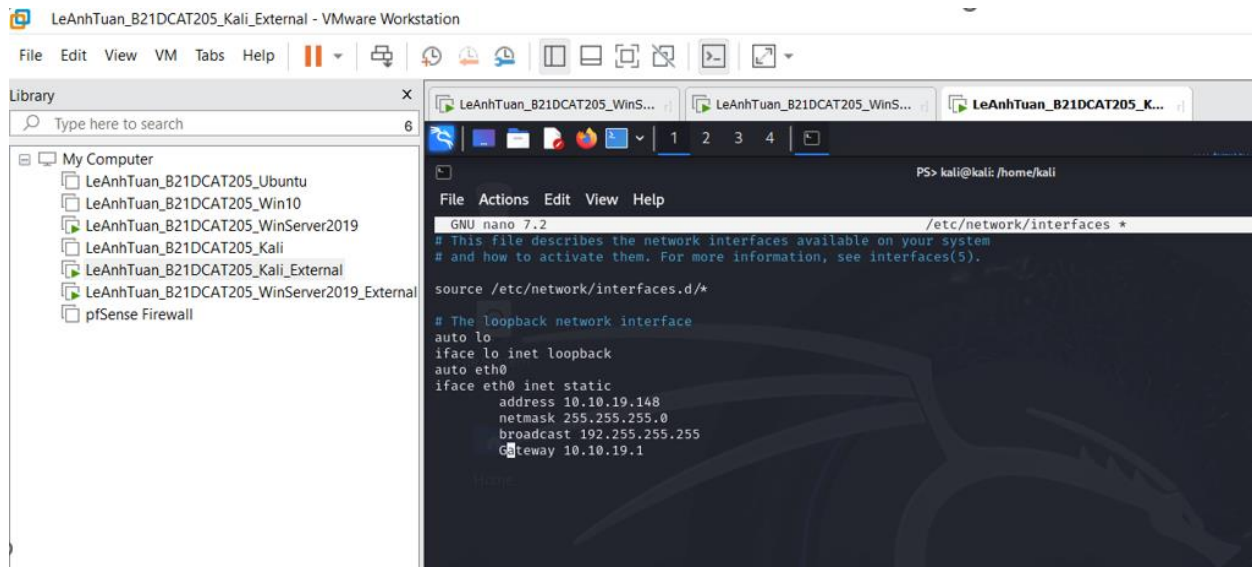 LeAnhTuan_B21DCAT205_Kali_External - VMware Workstation
File Edit View VM Tabs Help
Library X
Type here to search 6
My Computer
LeAnhTuan_B21DCAT205_Ubuntu
LeAnhTuan_B21DCAT205_Win10
LeAnhTuan_B21DCAT205_WinServer2019
LeAnhTuan_B21DCAT205_Kali
LeAnhTuan_B21DCAT205_Kali_External
LeAnhTuan_B21DCAT205_WinServer2019_External
pfSense Firewall
LeAnhTuan_B21DCAT205_WinS... LeAnhTuan_B21DCAT205_WinS... LeAnhTuan_B21DCAT205_K...
1 2 3 4
PS> kali@kali: /home/kali
File Actions Edit View Help
GNU nano 7.2 /etc/network/interfaces *
# This file describes the network interfaces available on your system
# and how to activate them. For more information, see interfaces(5).
source /etc/network/interfaces.d/*
# The loopback network interface
auto lo
iface lo inet loopback
auto eth0
iface eth0 inet static
address 10.10.19.148
netmask 255.255.255.0
broadcast 192.255.255.255
Gateway 10.10.19.1
Home